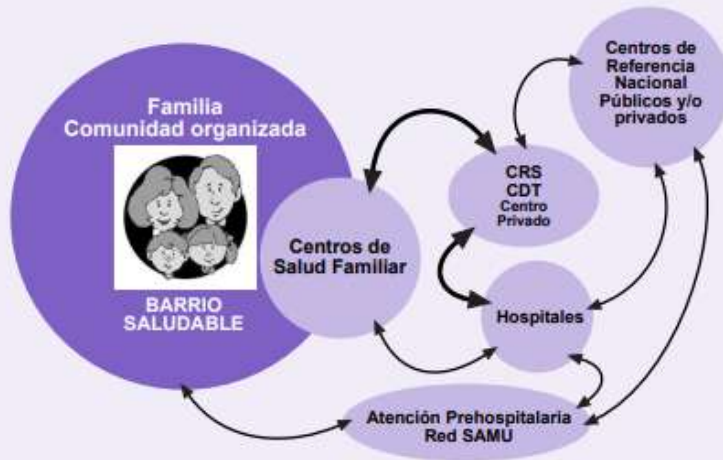 Familia
Comunidad organizada
BARRIO
SALUDABLE
Centros de
Salud Familiar
CRS
CDT
Centro
Privado
Centros de
Referencia
Nacional
Públicos y/o
privados
Hospitales
Atención Prehospitalaria
Red SAMU